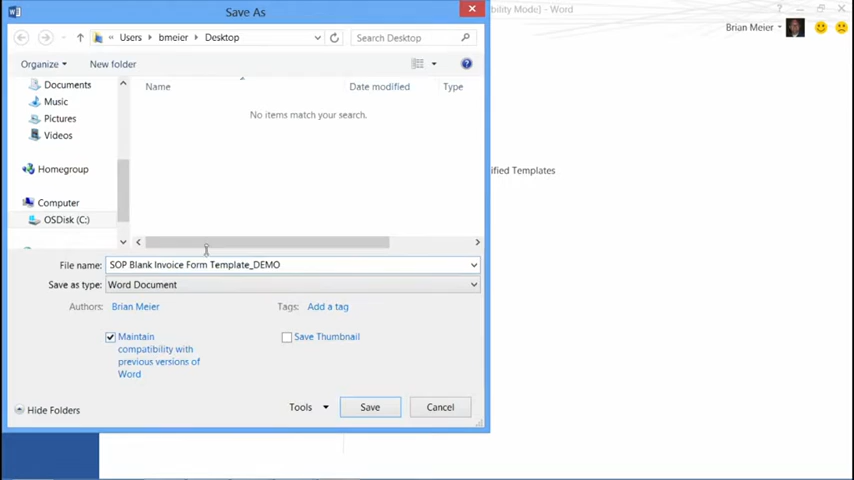 Save As
bility Mode] - Word
Brian Meier
Users bmeier Desktop
Search Desktop
Organize
New folder
Documents
Music
Pictures
Videos
Homegroup
Computer
OSDisk (C:)
Name
Date modified
Type
No items match your search.
ified Templates
File name:
SOP Blank Invoice Form Template_DEMO
Save as type:
Word Document
Authors:
Brian Meier
Tags:
Add a tag
Maintain
compatibility with
previous versions of
Word
Save Thumbnail
Hide Folders
Tools
Save
Cancel